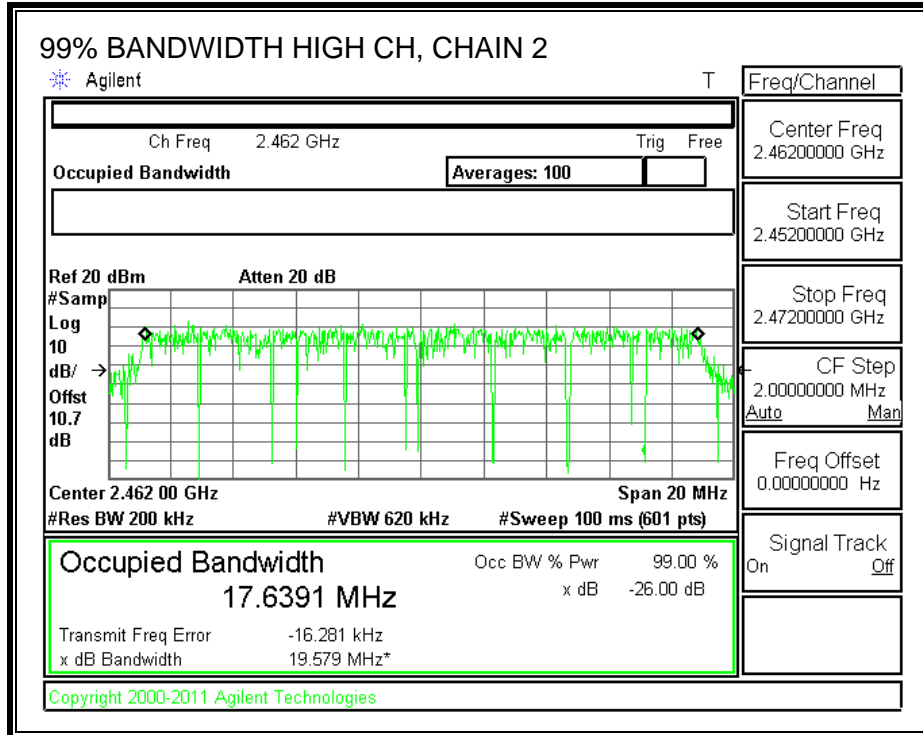 99% BANDWIDTH HIGH CH, CHAIN 2
Agilent T Freq/Channel
Ch Freq 2.462 GHz Trig Free
Occupied Bandwidth Averages: 100
Center Freq
2.46200000 GHz
Start Freq
2.45200000 GHz
Stop Freq
2.47200000 GHz
CF Step
2.00000000 MHz
Auto Man
Freq Offset
0.00000000 Hz
Signal Track
On Off
Ref 20 dBm Atten 20 dB
#Samp
Log
10
dB/
Offst
10.7
dB
Center 2.462 00 GHz Span 20 MHz
#Res BW 200 kHz #VBW 620 kHz #Sweep 100 ms (601 pts)
Occupied Bandwidth Occ BW % Pwr 99.00 %
17.6391 MHz x dB -26.00 dB
Transmit Freq Error -16.281 kHz
x dB Bandwidth 19.579 MHz*
Copyright 2000-2011 Agilent Technologies